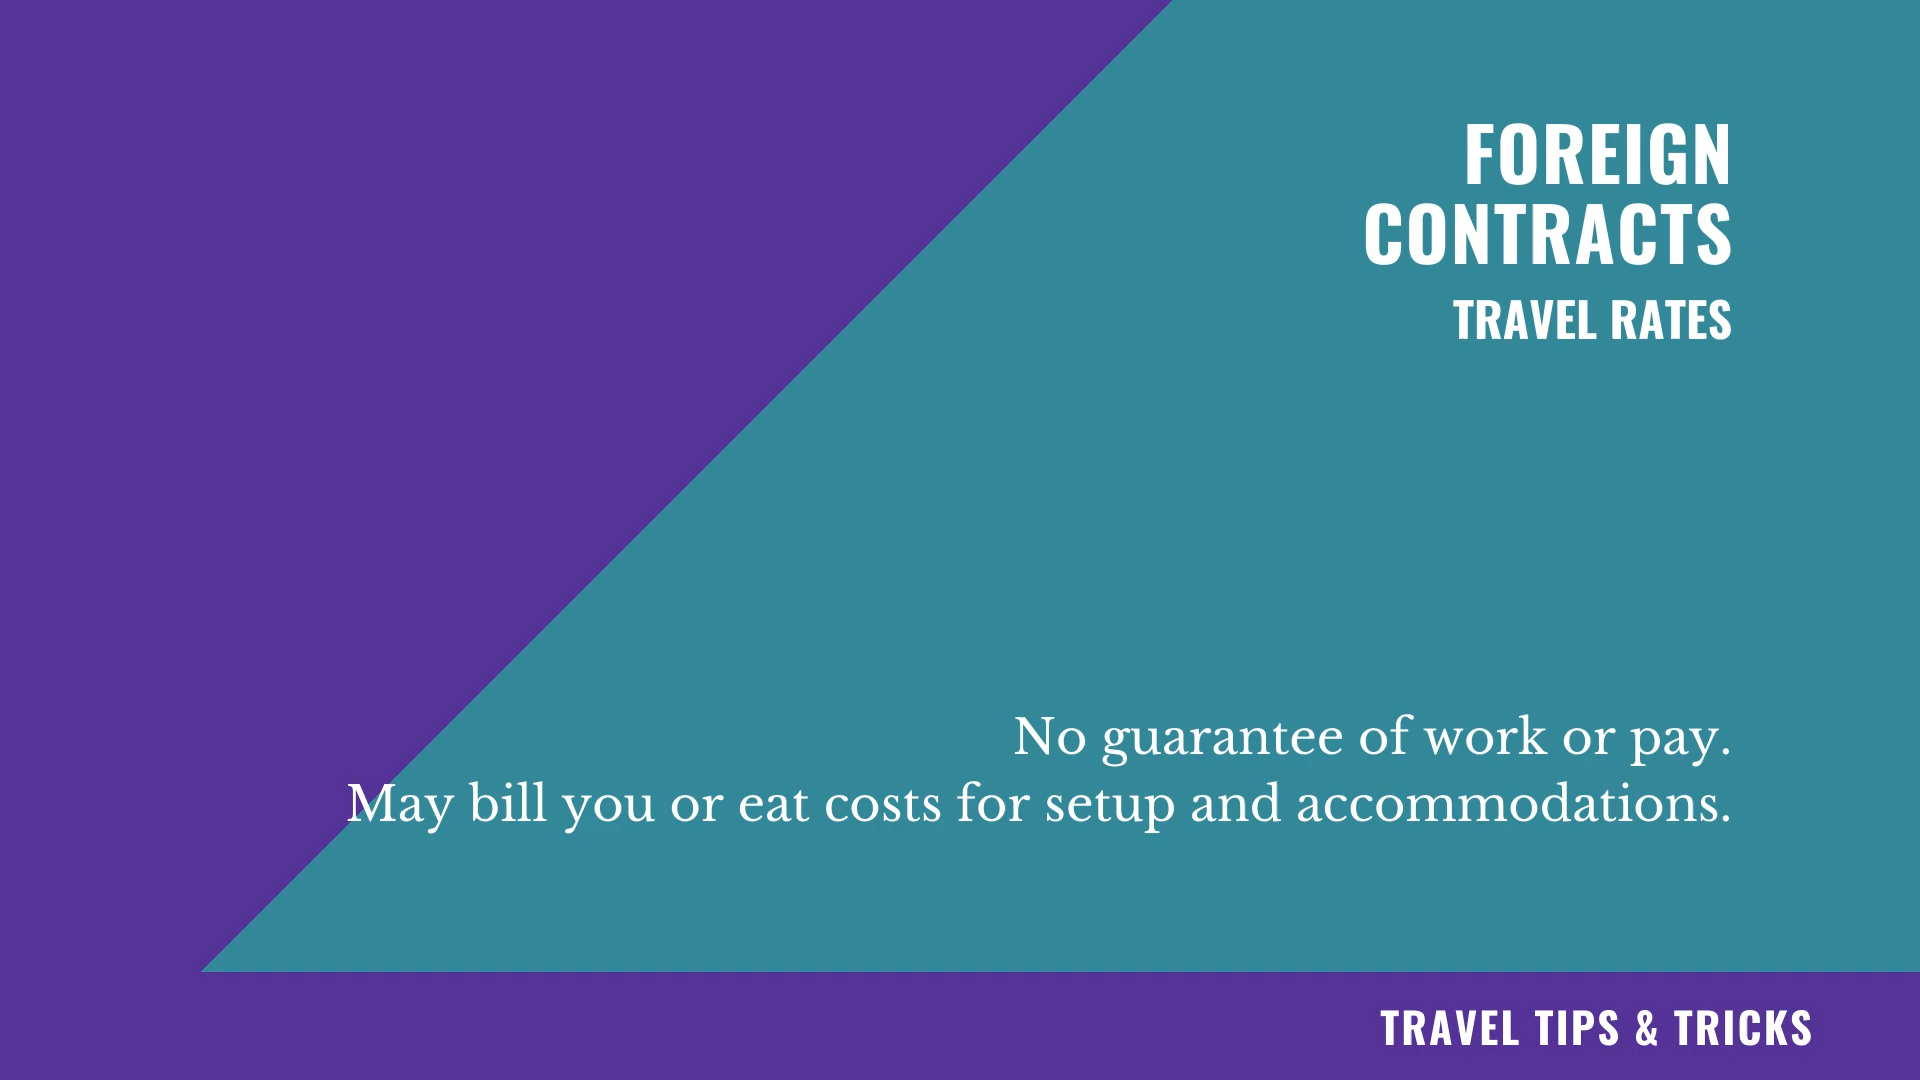 FOREIGN
CONTRACTS
TRAVEL RATES
No guarantee of work or pay.
May bill you or eat costs for setup and accommodations.
TRAVEL TIPS & TRICKS